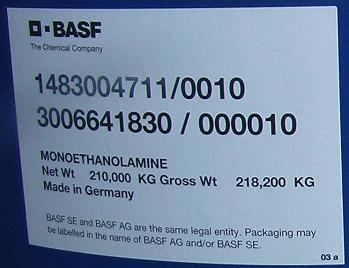 BASF
The Chemical Company
1483004711/0010
3006641830 / 000010
MONOETHANOLAMINE
Net Wt 210,000 KG Gross Wt 218,200 KG
Made in Germany
BASF SE and BASF AG are the same legal entity. Packaging may
be labelled in the name of BASF AG and/or BASF SE.
03 a